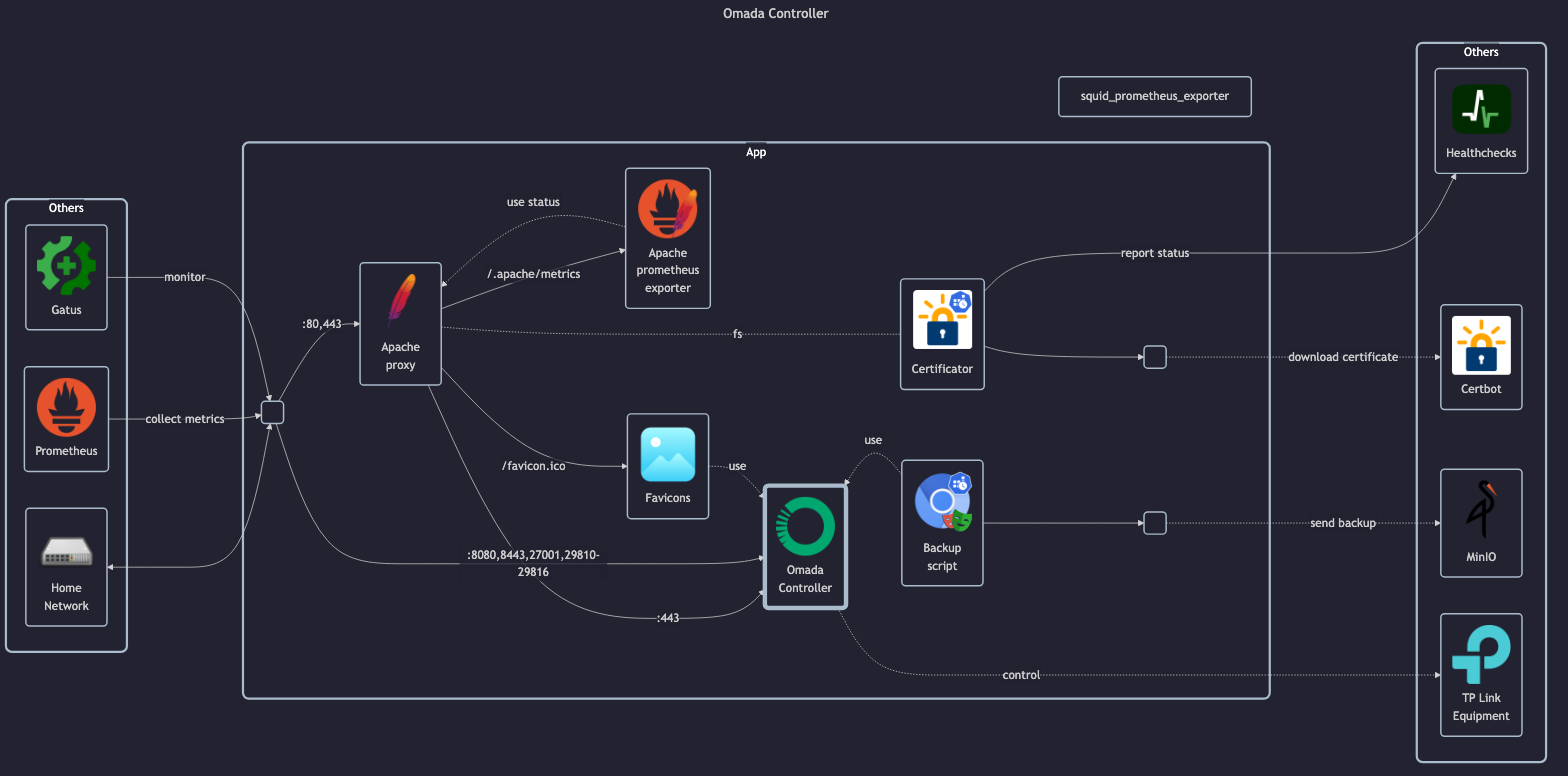 Omada Controller
Others
Healthchecks
squid_prometheus_exporter
App
Others
Gatus
monitor
Prometheus
collect metrics
Home
Network
:80,443
Apache
proxy
use status
/.apache/metrics
Apache
prometheus
exporter
fs
/favicon.ico
Favicons
use
:8080,8443,27001,29810-
29816
:443
Omada
Controller
use
Certificator
Backup
script
report status
download certificate
Certbot
send backup
MinIO
control
TP Link
Equipment